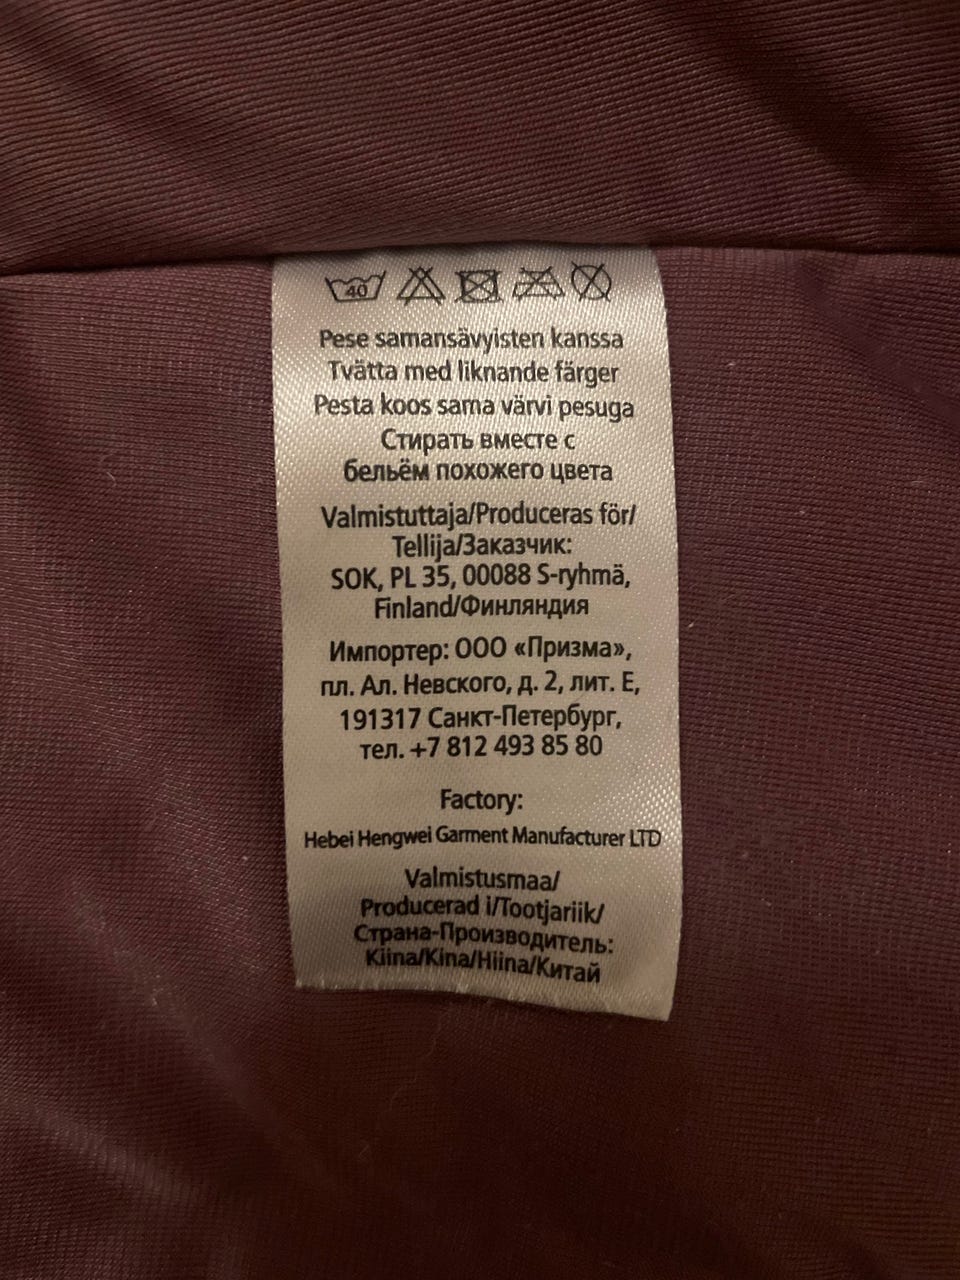 40
Pese samansävyisten kanssa
Tvätta med liknande färger
Pesta koos sama värvi pesuga
Стирать вместе с
бельём похожего цвета
Valmistuttaja/Produceras för/
Tellija/Заказчик:
SOK, PL 35, 00088 S-ryhmä,
Finland/Финляндия
Импортер: ООО «Призма»,
пл. Ал. Невского, д. 2, лит. Е,
191317 Санкт-Петербург,
тел. +7 812 493 85 80
Factory:
Hebei Hengwei Garment Manufacturer LTD
Valmistusmaa/
Producerad i/Tootjariik/
Страна-Производитель:
Kiina/Kina/Hiina/Китай